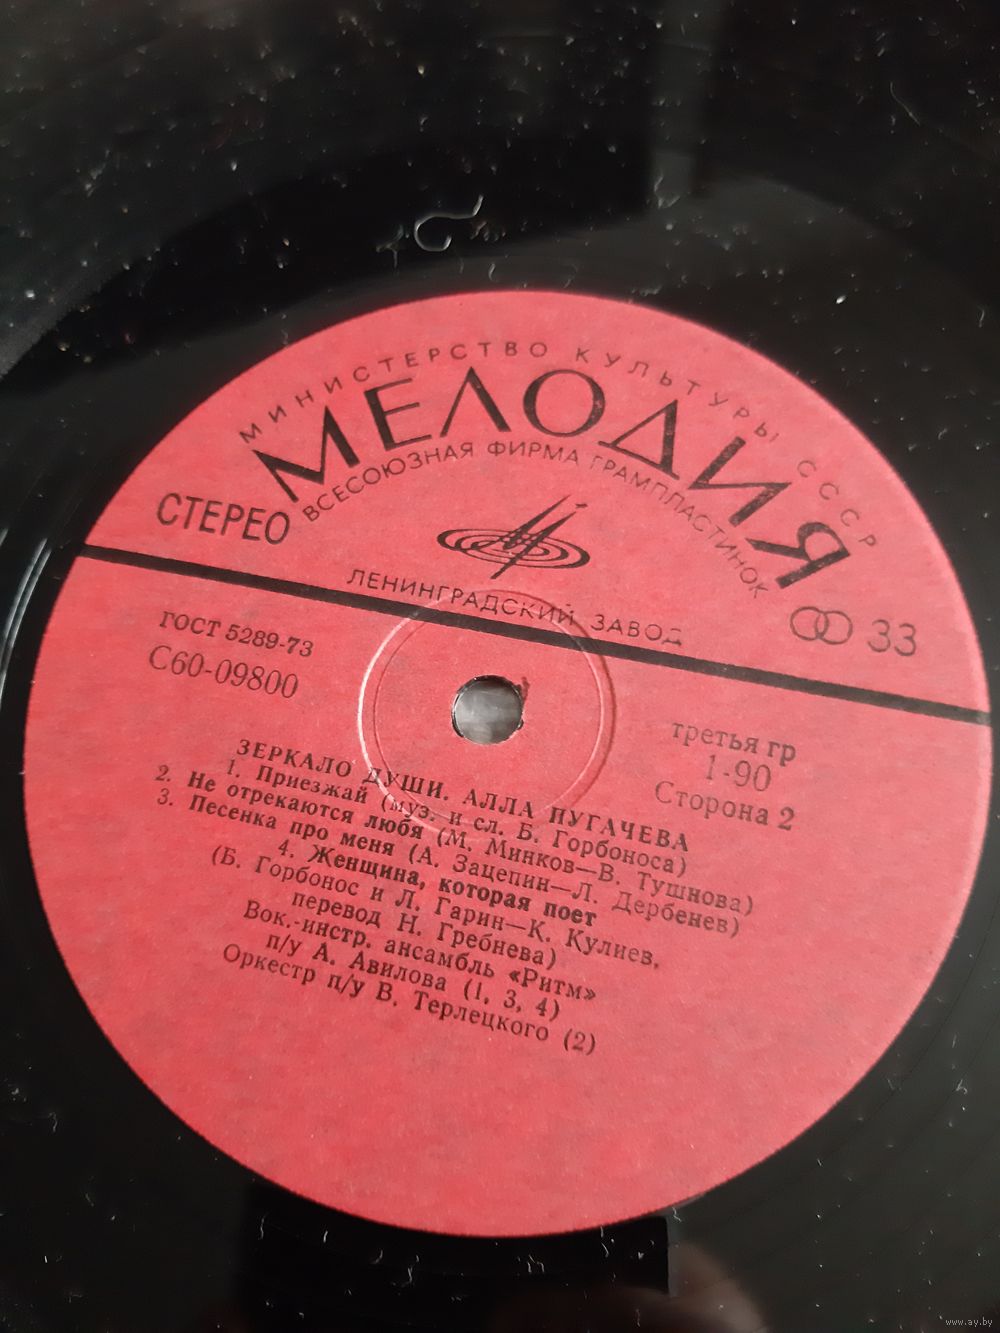 МИНИСТЕРСТВО КУЛЬТУРЫ СССР
МЕЛОДИЯ
ВСЕСОЮЗНАЯ ФИРМА ГРАМПЛАСТИНОК
СТЕРЕО
ЛЕНИНГРАДСКИЙ ЗАВОД
33
ГОСТ 5289-73
С60-09800
третья гр
1-90
Сторона 2
ЗЕРКАЛО ДУШИ. АЛЛА ПУГАЧЕВА
1. Приезжай (муз. и сл. Б. Горбоноса)
2. Не отрекаются любя (М. Минков—В. Тушнова)
3. Песенка про меня (А. Зацепин—Л. Дербенев)
4. Женщина, которая поет
(Б. Горбонос и Л. Гарин—К. Кулиев,
перевод Н. Гребнева)
Вок.-инстр. ансамбль «Ритм»
п/у А. Авилова (1, 3, 4)
Оркестр п/у В. Терлецкого (2)
www.ay.by